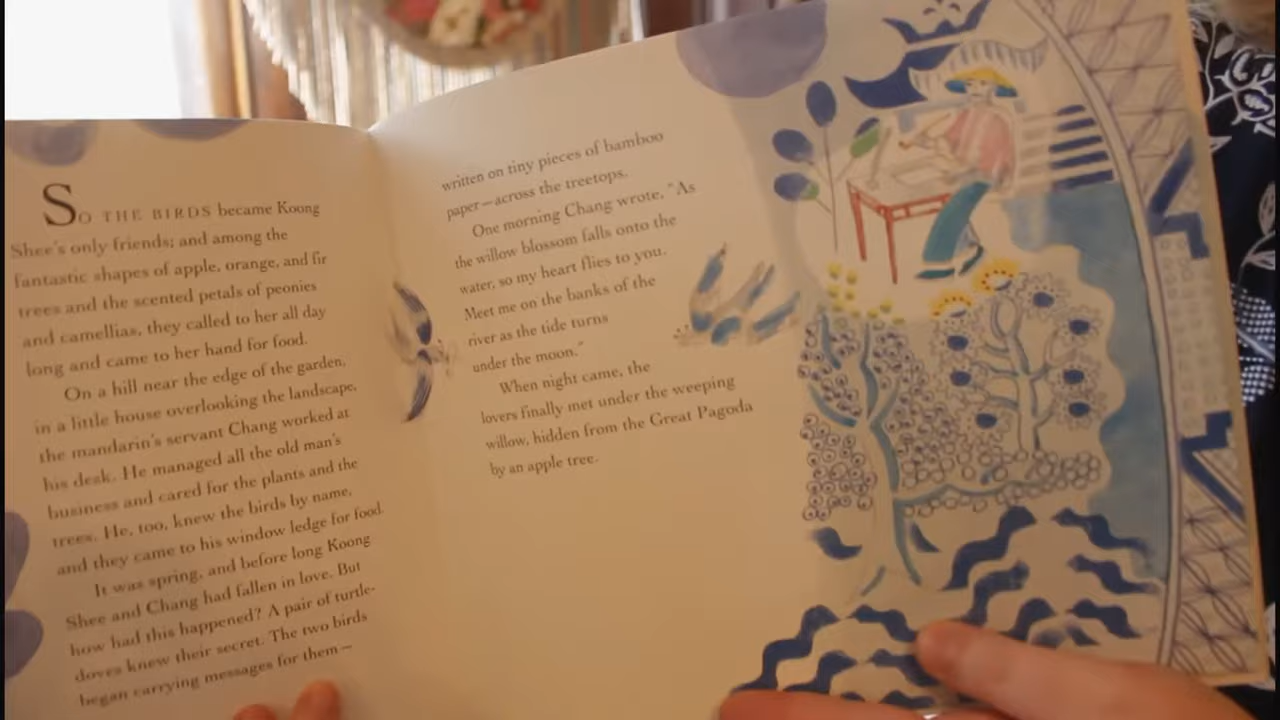 SO THE BIRDS became Koong
Shee's only friends; and among the
fantastic shapes of apple, orange, and fir
trees and the scented petals of peonies
and camellias, they called to her all day
long and came to her hand for food.
On a hill near the edge of the garden,
in a little house overlooking the landscape,
the mandarin's servant Chang worked at
his desk. He managed all the old man's
business and cared for the plants and the
trees. He, too, knew the birds by name,
and they came to his window ledge for food.
It was spring, and before long Koong
Shee and Chang had fallen in love. But
how had this happened? A pair of turtle-
doves knew their secret. The two birds
began carrying messages for them—
written on tiny pieces of bamboo
paper—across the treetops.
One morning Chang wrote, "As
the willow blossom falls onto the
water, so my heart flies to you.
Meet me on the banks of the
river as the tide turns
under the moon."
When night came, the
lovers finally met under the weeping
willow, hidden from the Great Pagoda
by an apple tree.